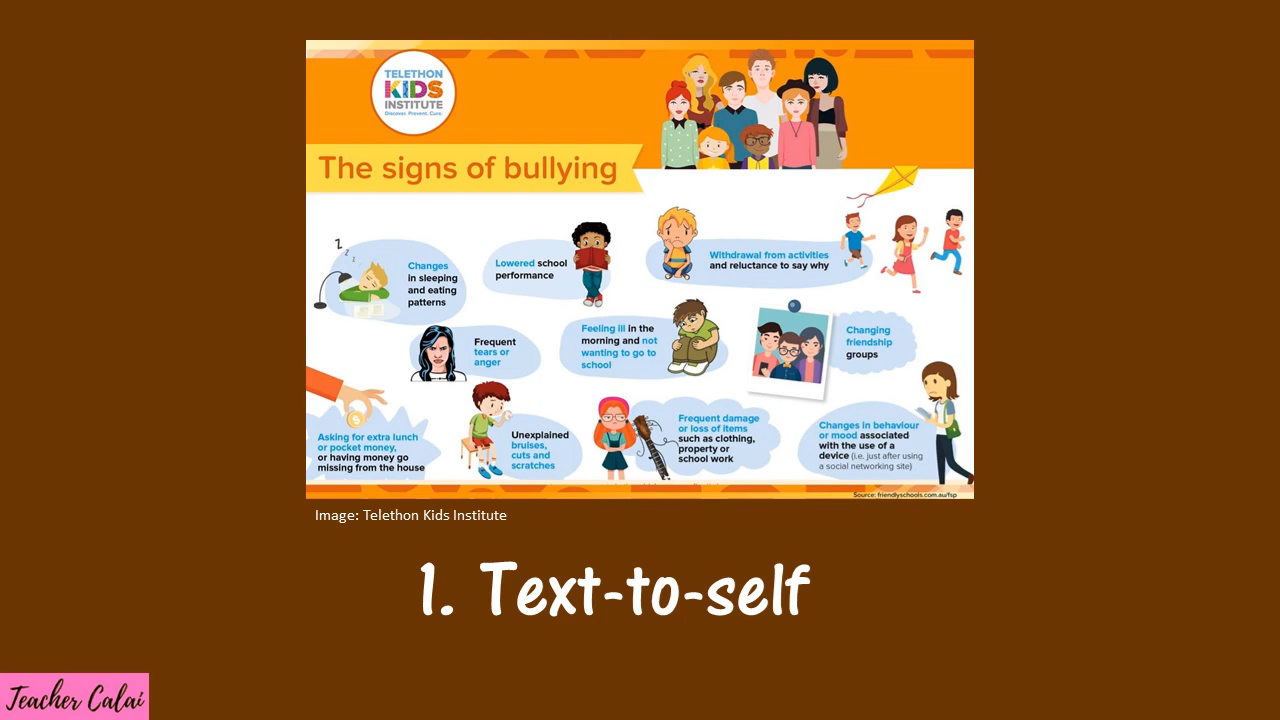 TELETHON
KIDS
INSTITUTE
Discover. Prevent. Cure.
The signs of bullying
z
z
z
Changes
in sleeping
and eating
patterns
Lowered school
performance
Withdrawal from activities
and reluctance to say why
Frequent
tears or
anger
Feeling ill in the
morning and not
wanting to go to
school
Changing
friendship
groups
Asking for extra lunch
or pocket money,
or having money go
missing from the house
Unexplained
bruises,
cuts and
scratches
Frequent damage
or loss of items
such as clothing,
property or
school work
Changes in behaviour
or mood associated
with the use of a
device (i.e. just after using
a social networking site)
Source: friendlyschools.com.au/fsp
Image: Telethon Kids Institute
1. Text-to-self
Teacher Calai